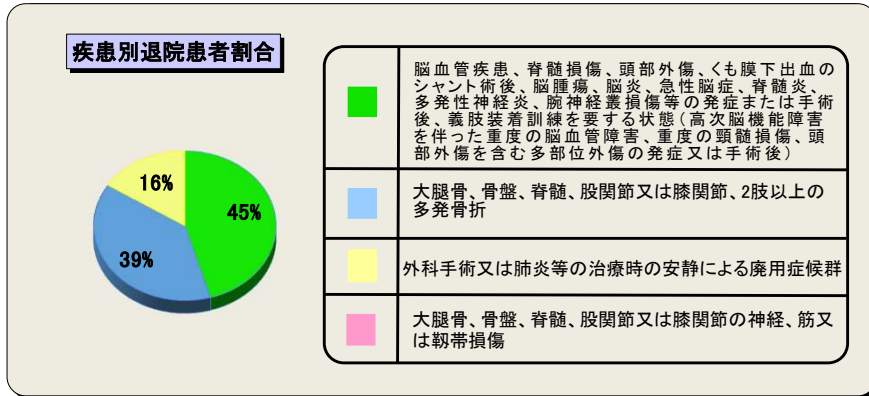 疾患別退院患者割合
16%
45%
39%
脳血管疾患、脊髄損傷、頭部外傷、くも膜下出血の
シャント術後、脳腫瘍、脳炎、急性脳症、脊髄炎、
多発性神経炎、腕神経叢損傷等の発症または手術
後、義肢装着訓練を要する状態(高次脳機能障害
を伴った重度の脳血管障害、重度の頸髄損傷、頭
部外傷を含む多部位外傷の発症又は手術後)
大腿骨、骨盤、脊髄、股関節又は膝関節、2肢以上の
多発骨折
外科手術又は肺炎等の治療時の安静による廃用症候群
大腿骨、骨盤、脊髄、股関節又は膝関節の神経、筋又
は靱帯損傷